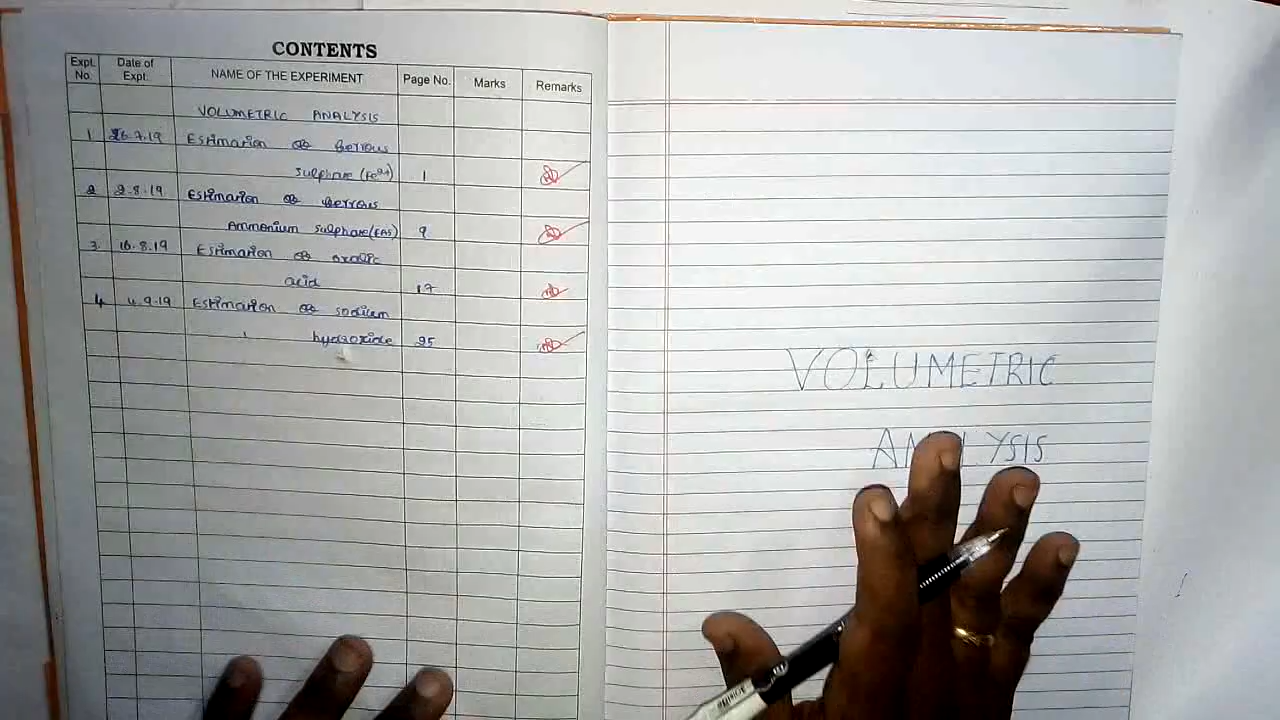 CONTENTS
Expt. No. Date of Expt. NAME OF THE EXPERIMENT Page No. Marks Remarks
VOLUMETRIC ANALYSIS
1 26.7.19 Estimation of ferrous
sulphate (Fe2+) 1
2 2.8.19 Estimation of ferrous
Ammonium sulphate (FAS) 9
3. 16.8.19 Estimation of oxalic
acid 17
4 4.9.19 Estimation of sodium
hydroxide 25
VOLUMETRIC
ANALYSIS